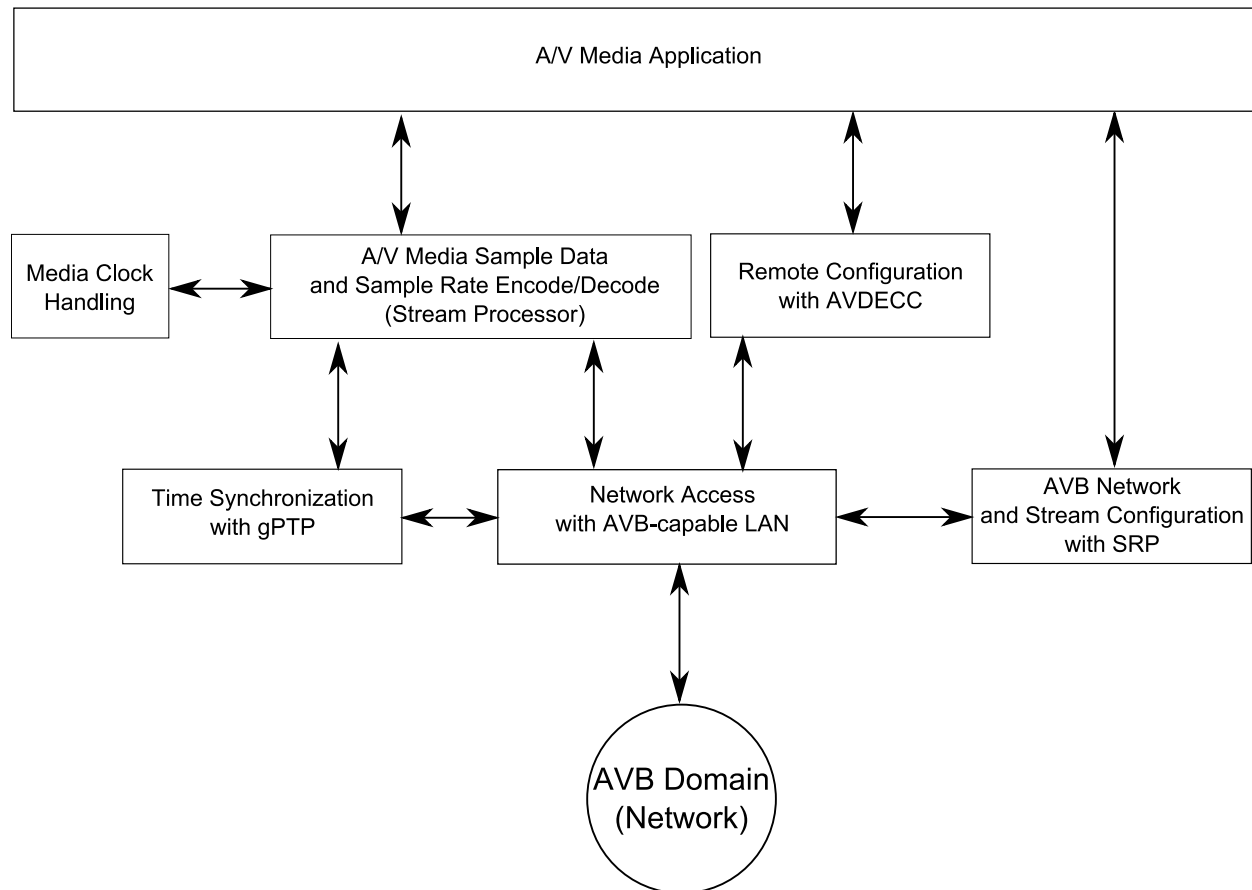 A/V Media Application
Media Clock
Handling
A/V Media Sample Data
and Sample Rate Encode/Decode
(Stream Processor)
Remote Configuration
with AVDECC
Time Synchronization
with gPTP
Network Access
with AVB-capable LAN
AVB Network
and Stream Configuration
with SRP
AVB Domain
(Network)